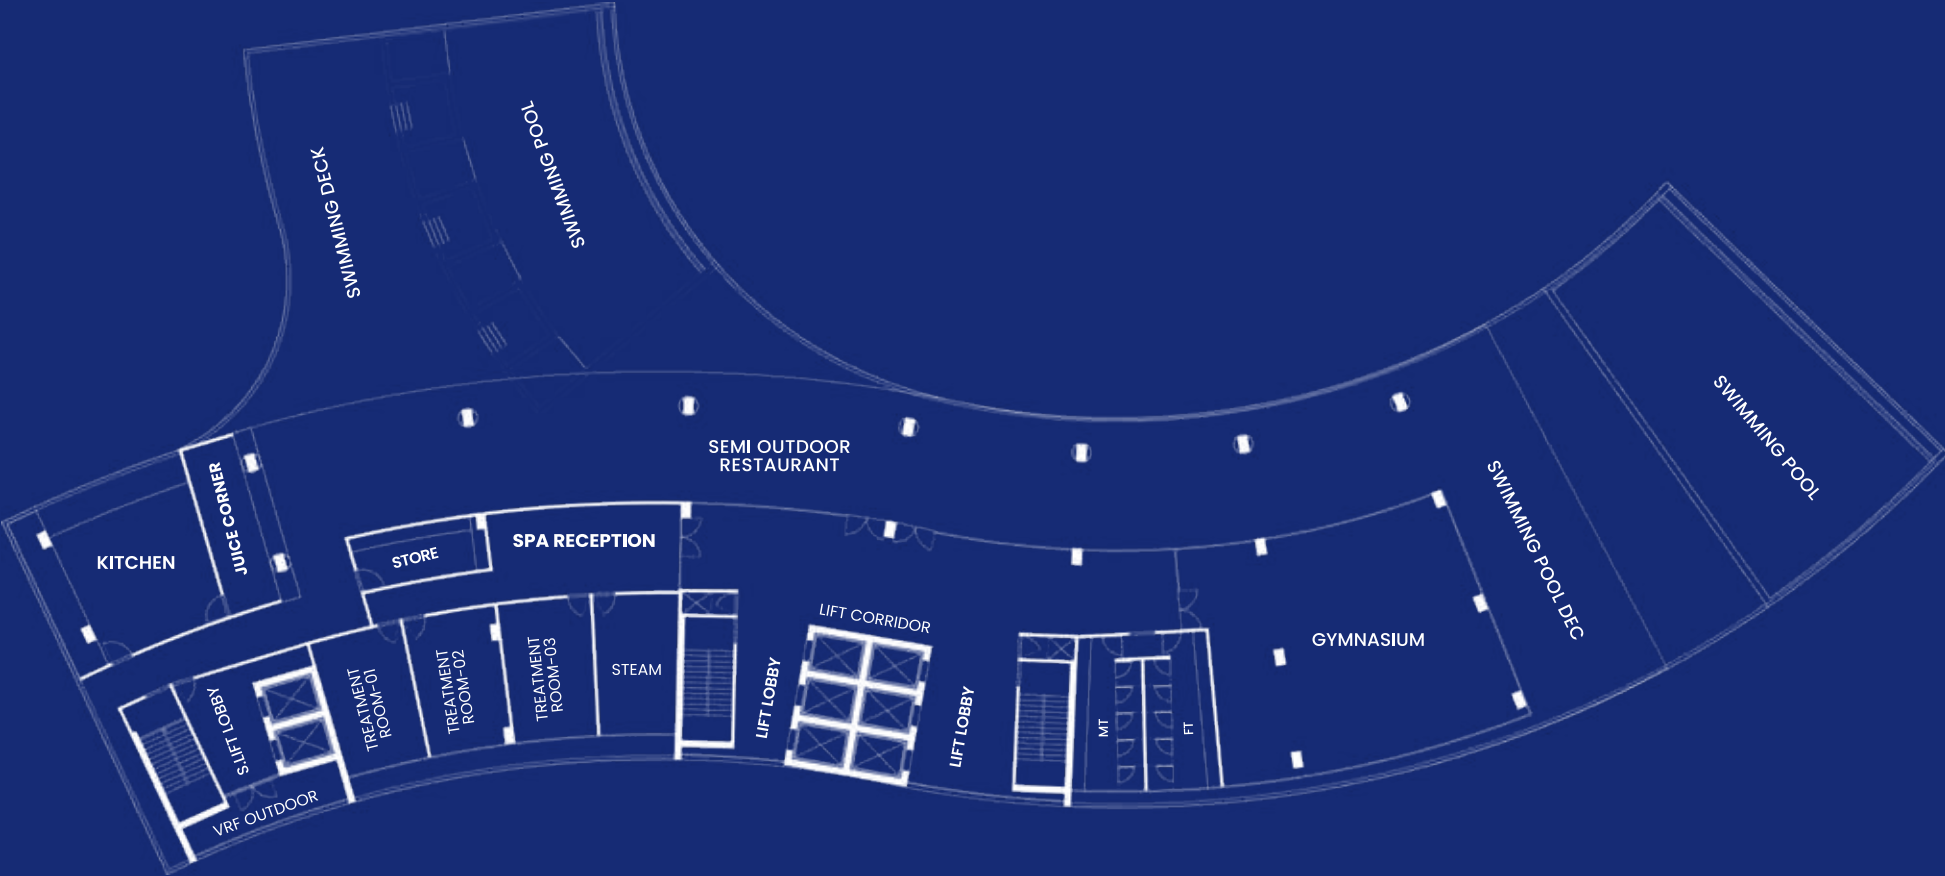 SWIMMING DECK
SWIMMING POOL
SEMI OUTDOOR
RESTAURANT
SWIMMING POOL
SWIMMING POOL DEC
KITCHEN
JUICE CORNER
STORE
SPA RECEPTION
LIFT CORRIDOR
GYMNASIUM
S.LIFT LOBBY
TREATMENT
ROOM-01
TREATMENT
ROOM-02
TREATMENT
ROOM-03
STEAM
LIFT LOBBY
LIFT LOBBY
MT
FT
VRF OUTDOOR